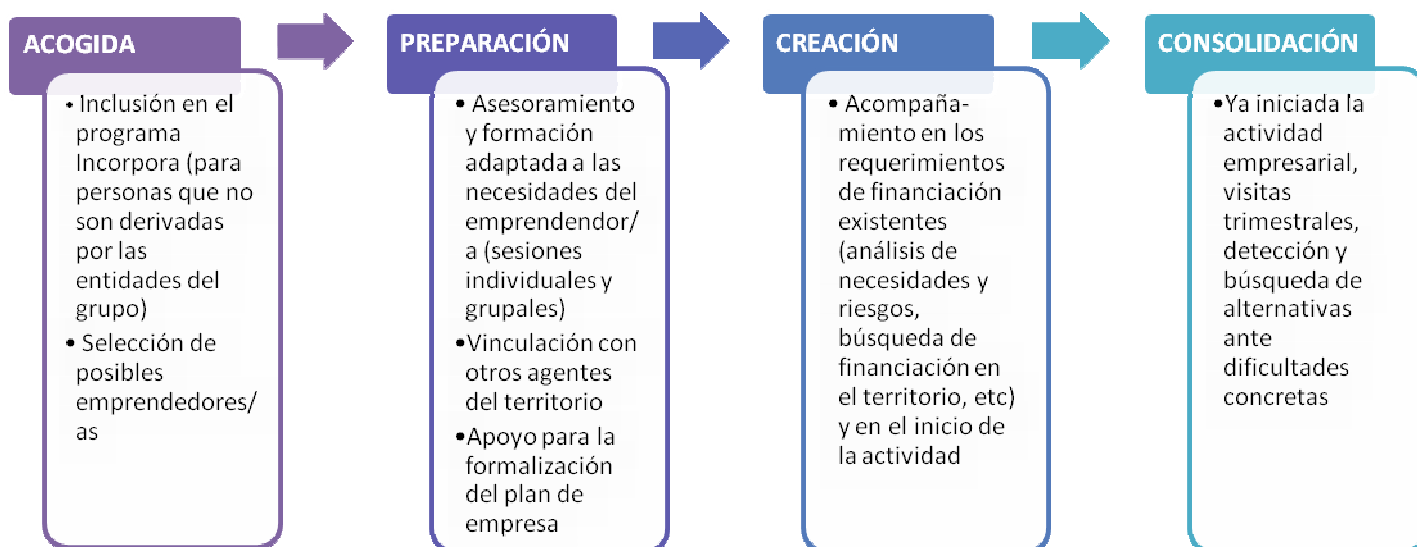 ACOGIDA
• Inclusión en el
programa
Incorpora (para
personas que no
son derivadas
por las
entidades del
grupo)
• Selección de
posibles
emprendedores/
as
PREPARACIÓN
• Asesoramiento
y formación
adaptada a las
necesidades del
emprendendor/
a (sesiones
individuales y
grupales)
•Vinculación con
otros agentes
del territorio
•Apoyo para la
formalización
del plan de
empresa
CREACIÓN
• Acompaña-
miento en los
requerimientos
de financiación
existentes
(análisis de
necesidades y
riesgos,
búsqueda de
financiación en
el territorio, etc)
y en el inicio de
la actividad
CONSOLIDACIÓN
•Ya iniciada la
actividad
empresarial,
visitas
trimestrales,
detección y
búsqueda de
alternativas
ante
dificultades
concretas